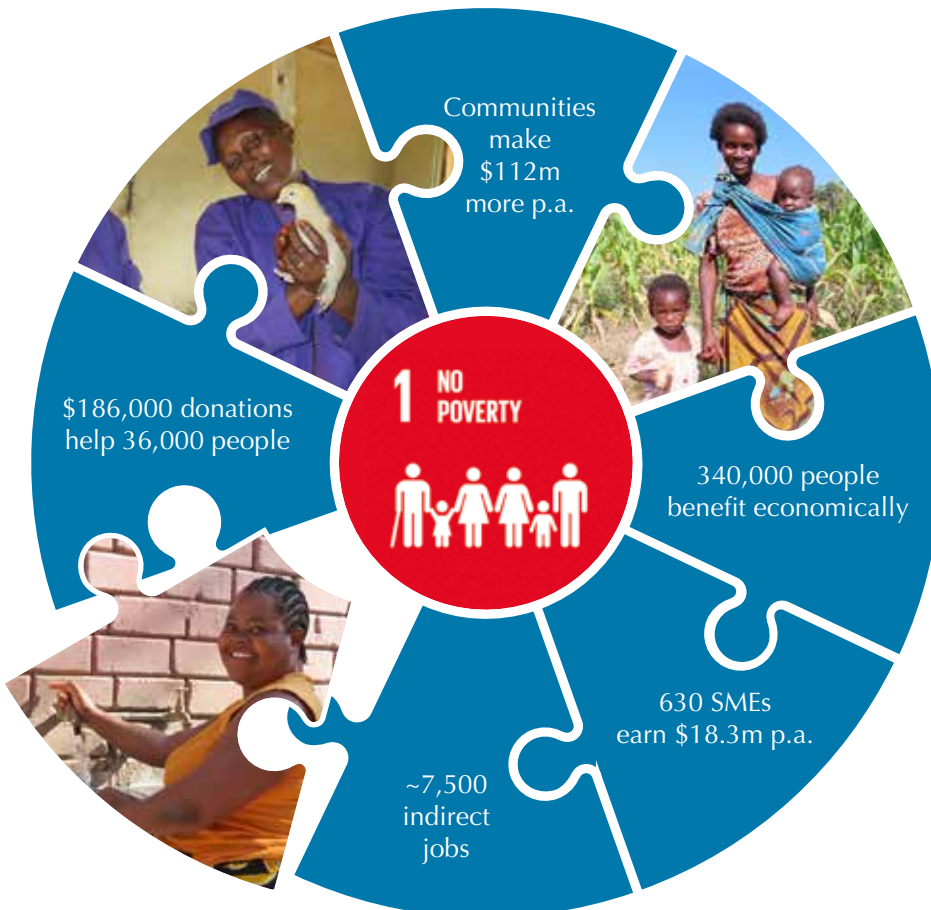 Communities
make
$112m
more p.a.
1 NO
POVERTY
$186,000 donations
help 36,000 people
340,000 people
benefit economically
630 SMEs
earn $18.3m p.a.
~7,500
indirect
jobs